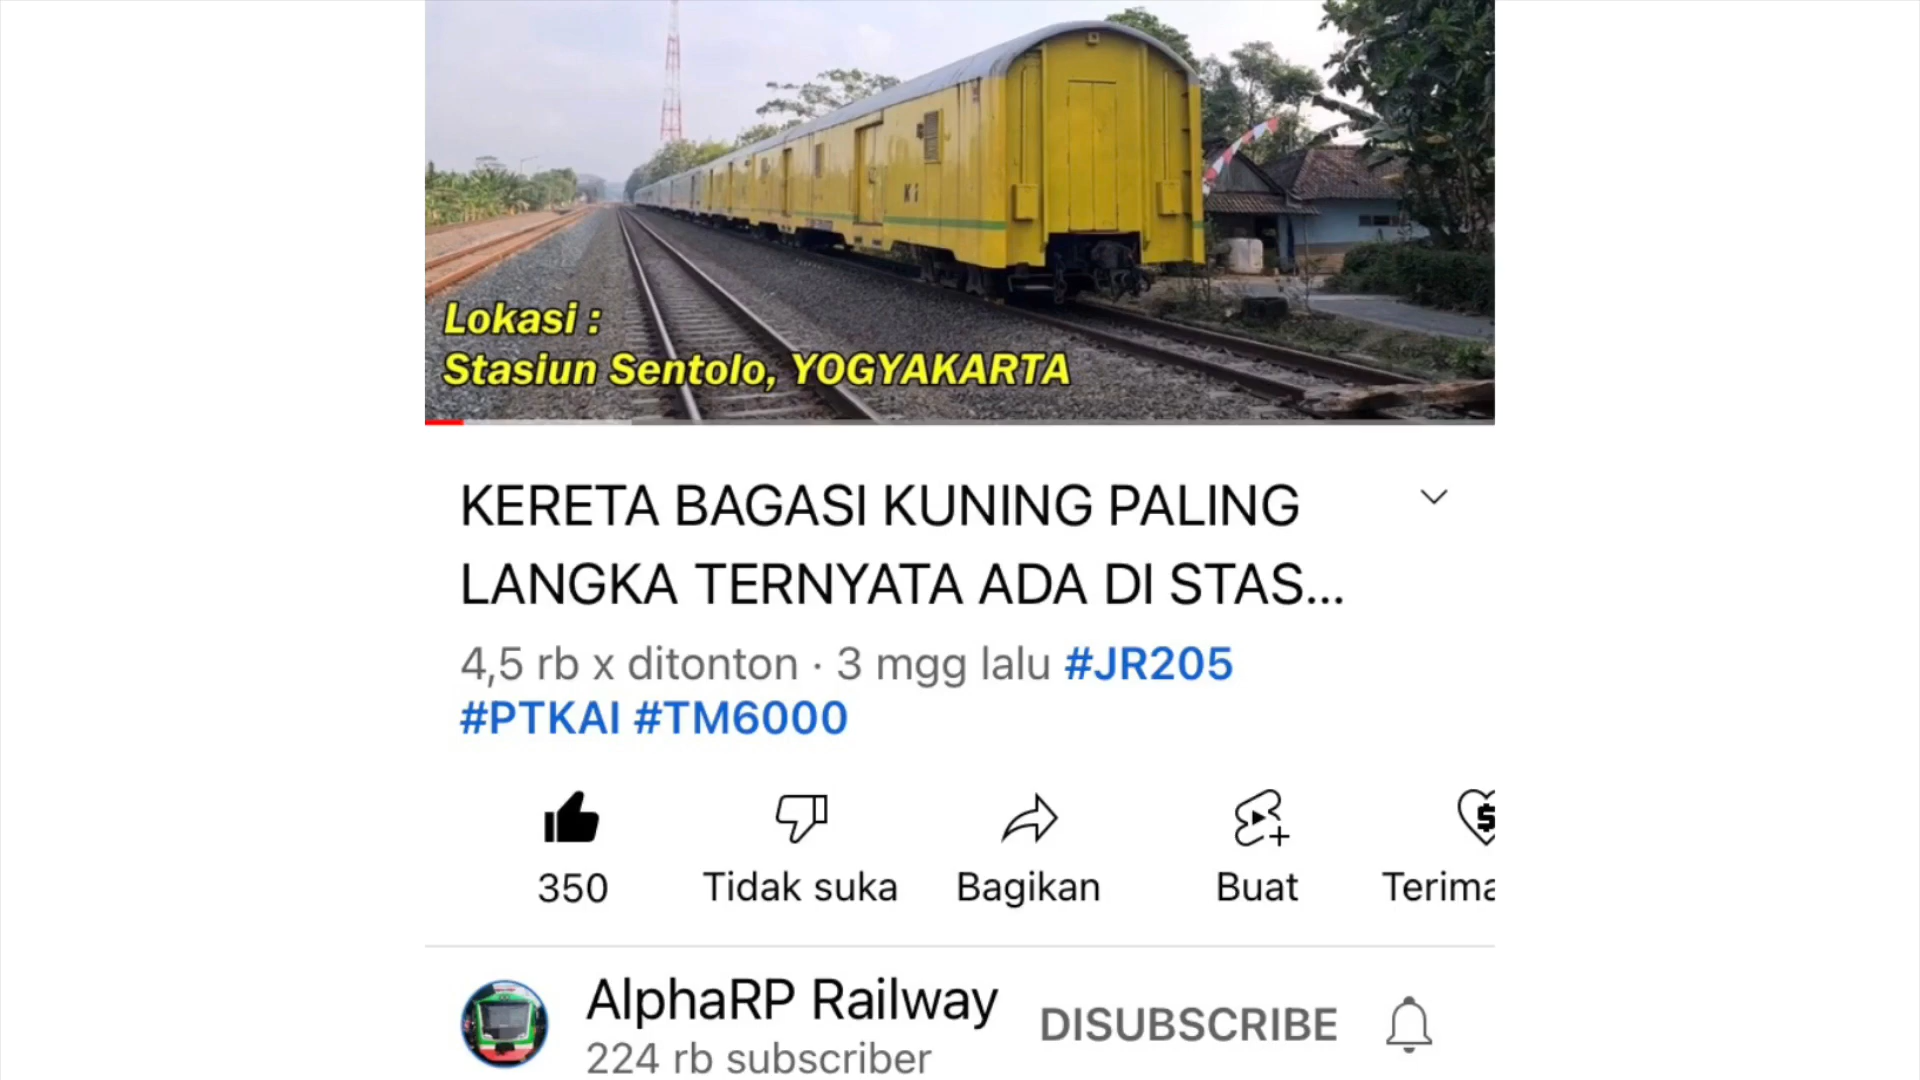 Lokasi :
Stasiun Sentolo, YOGYAKARTA
KERETA BAGASI KUNING PALING
LANGKA TERNYATA ADA DI STAS...
4,5 rb x ditonton · 3 mgg lalu #JR205
#PTKAI #TM6000
350 Tidak suka Bagikan Buat Terima
AlphaRP Railway
DISUBSCRIBE
224 rb subscriber